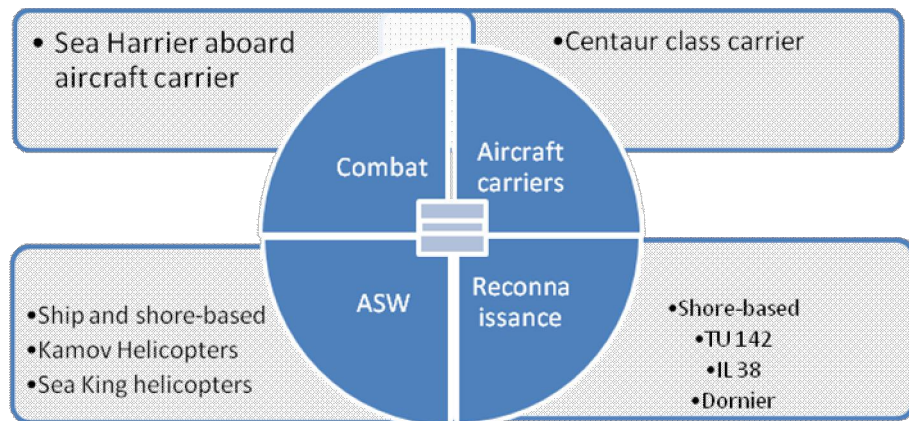 • Sea Harrier aboard
aircraft carrier
•Centaur class carrier
Combat
Aircraft
carriers
ASW
Reconna
issance
•Ship and shore-based
•Kamov Helicopters
•Sea King helicopters
•Shore-based
•TU 142
•IL 38
•Dornier